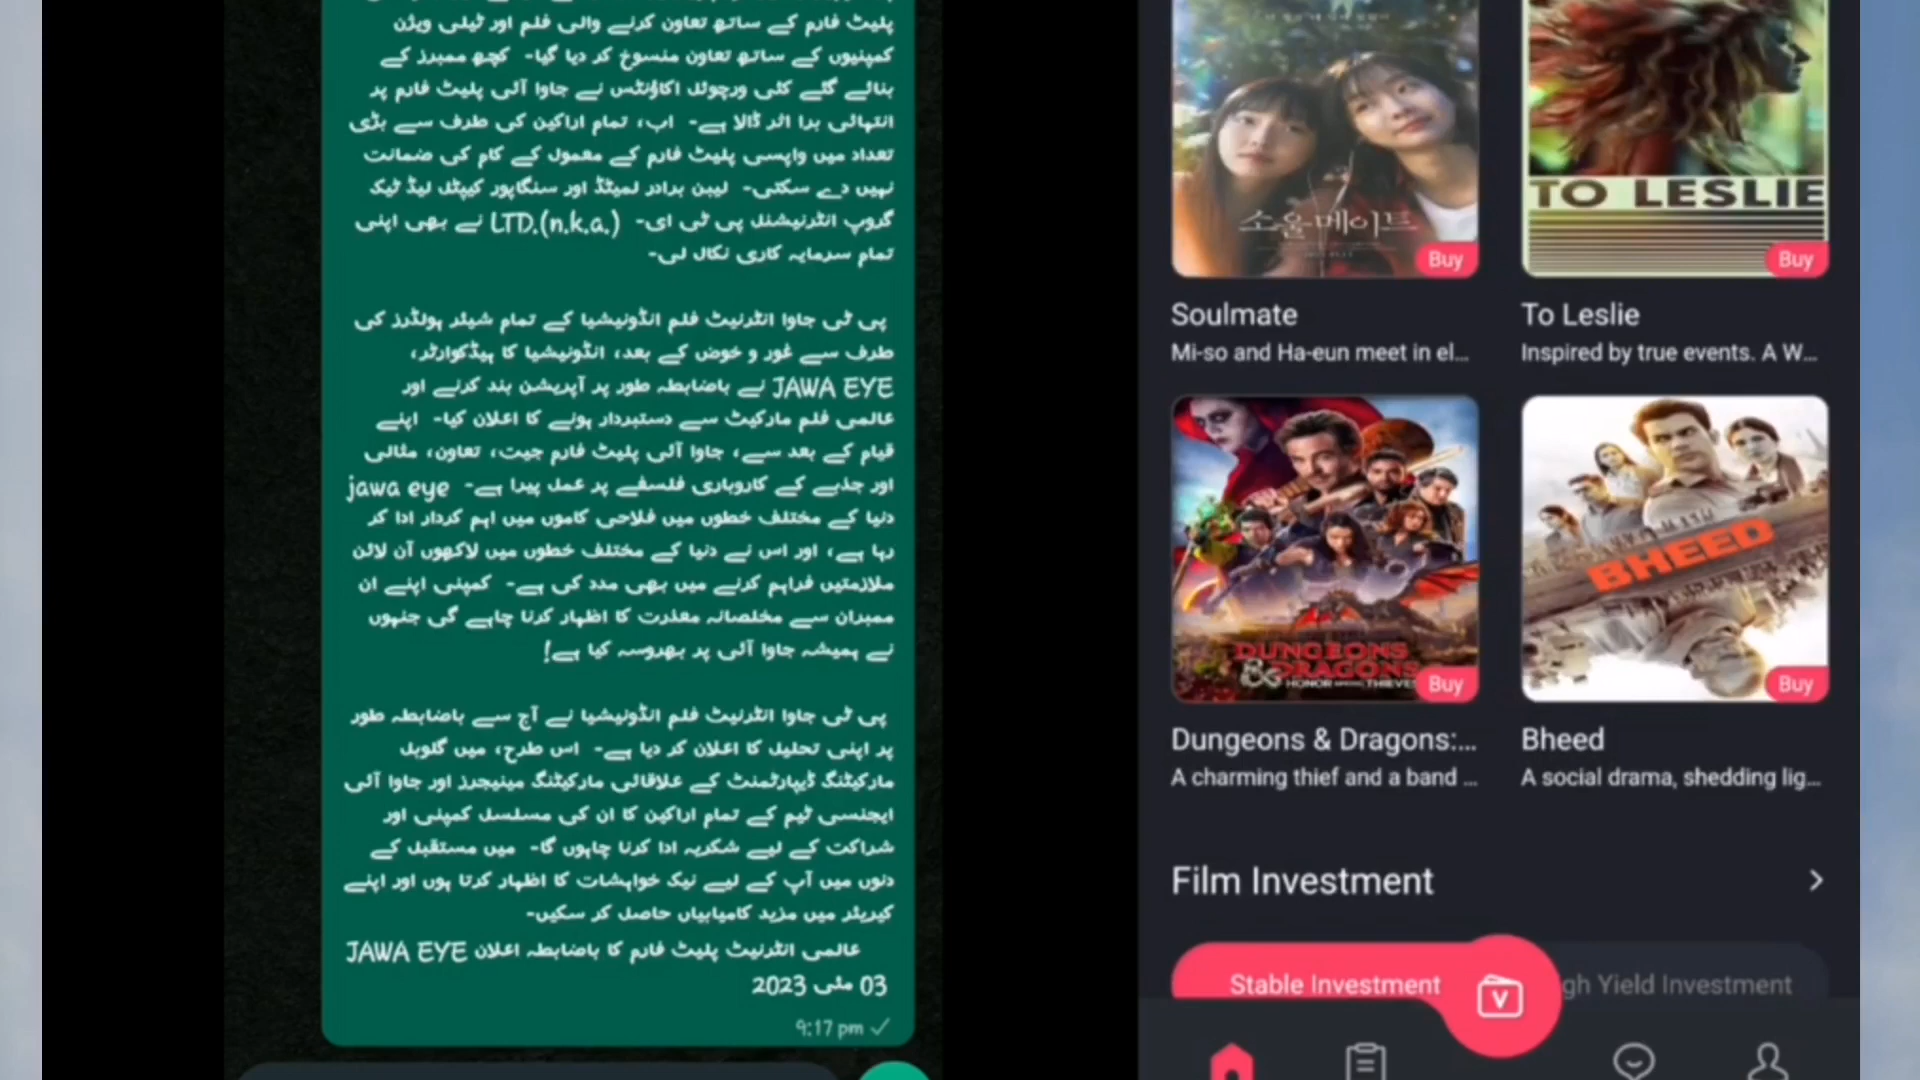 پلیٹ فارم کے ساتھ تعاون کرنے والی فلم اور ٹیلی ویژن
کمپنیوں کے ساتھ تعاون منسوخ کر دیا گیا۔ کچھ ممبرز کے
بنائے گئے کئی ورچوئل اکاؤنٹس نے جاوا آئی پلیٹ فارم پر
انتہائی برا اثر ڈالا ہے۔ اب، تمام اراکین کی طرف سے بڑی
تعداد میں واپسی پلیٹ فارم کے معمول کے کام کی ضمانت
نہیں دے سکتی۔ لیبن برادر لمیٹڈ اور سنگاپور کیپٹل لیڈ ٹیک
گروپ انٹرنیشنل پی ٹی ای۔ LTD.(n.k.a.) نے بھی اپنی
تمام سرمایہ کاری نکال لی۔
پی ٹی جاوا انٹرنیٹ فلم انڈونیشیا کے تمام شیئر ہولڈرز کی
طرف سے غور و خوض کے بعد، انڈونیشیا کا ہیڈکوارٹر،
JAWA EYE نے باضابطہ طور پر آپریشن بند کرنے اور
عالمی فلم مارکیٹ سے دستبردار ہونے کا اعلان کیا۔ اپنے
قیام کے بعد سے، جاوا آئی پلیٹ فارم جیت، تعاون، مثالی
اور جذبے کے کاروباری فلسفے پر عمل پیرا ہے۔ jawa eye
دنیا کے مختلف خطوں میں فلاحی کاموں میں اہم کردار ادا کر
رہا ہے، اور اس نے دنیا کے مختلف خطوں میں لاکھوں آن لائن
ملازمتیں فراہم کرنے میں بھی مدد کی ہے۔ کمپنی اپنے ان
ممبران سے مخلصانہ معذرت کا اظہار کرنا چاہے گی جنہوں
نے ہمیشہ جاوا آئی پر بھروسہ کیا ہے!
پی ٹی جاوا انٹرنیٹ فلم انڈونیشیا نے آج سے باضابطہ طور
پر اپنی تحلیل کا اعلان کر دیا ہے۔ اس طرح، میں گلوبل
مارکیٹنگ ڈیپارٹمنٹ کے علاقائی مارکیٹنگ مینیجرز اور جاوا آئی
ایجنسی ٹیم کے تمام اراکین کا ان کی مسلسل کمپنی اور
شراکت کے لیے شکریہ ادا کرنا چاہوں گا۔ میں مستقبل کے
دنوں میں آپ کے لیے نیک خواہشات کا اظہار کرتا ہوں اور اپنے
کیریئر میں مزید کامیابیاں حاصل کر سکیں۔
عالمی انٹرنیٹ پلیٹ فارم کا باضابطہ اعلان JAWA EYE
03 مئی 2023
9:17 pm
소울메이트
TO LESLIE
Buy
Buy
Soulmate
To Leslie
Mi-so and Ha-eun meet in el...
Inspired by true events. A W...
DUNGEONS
& DRAGONS
HONOR AMONG THIEVES
BHEED
Buy
Buy
Dungeons & Dragons:...
Bheed
A charming thief and a band ...
A social drama, shedding lig...
Film Investment
Stable Investment
gh Yield Investment